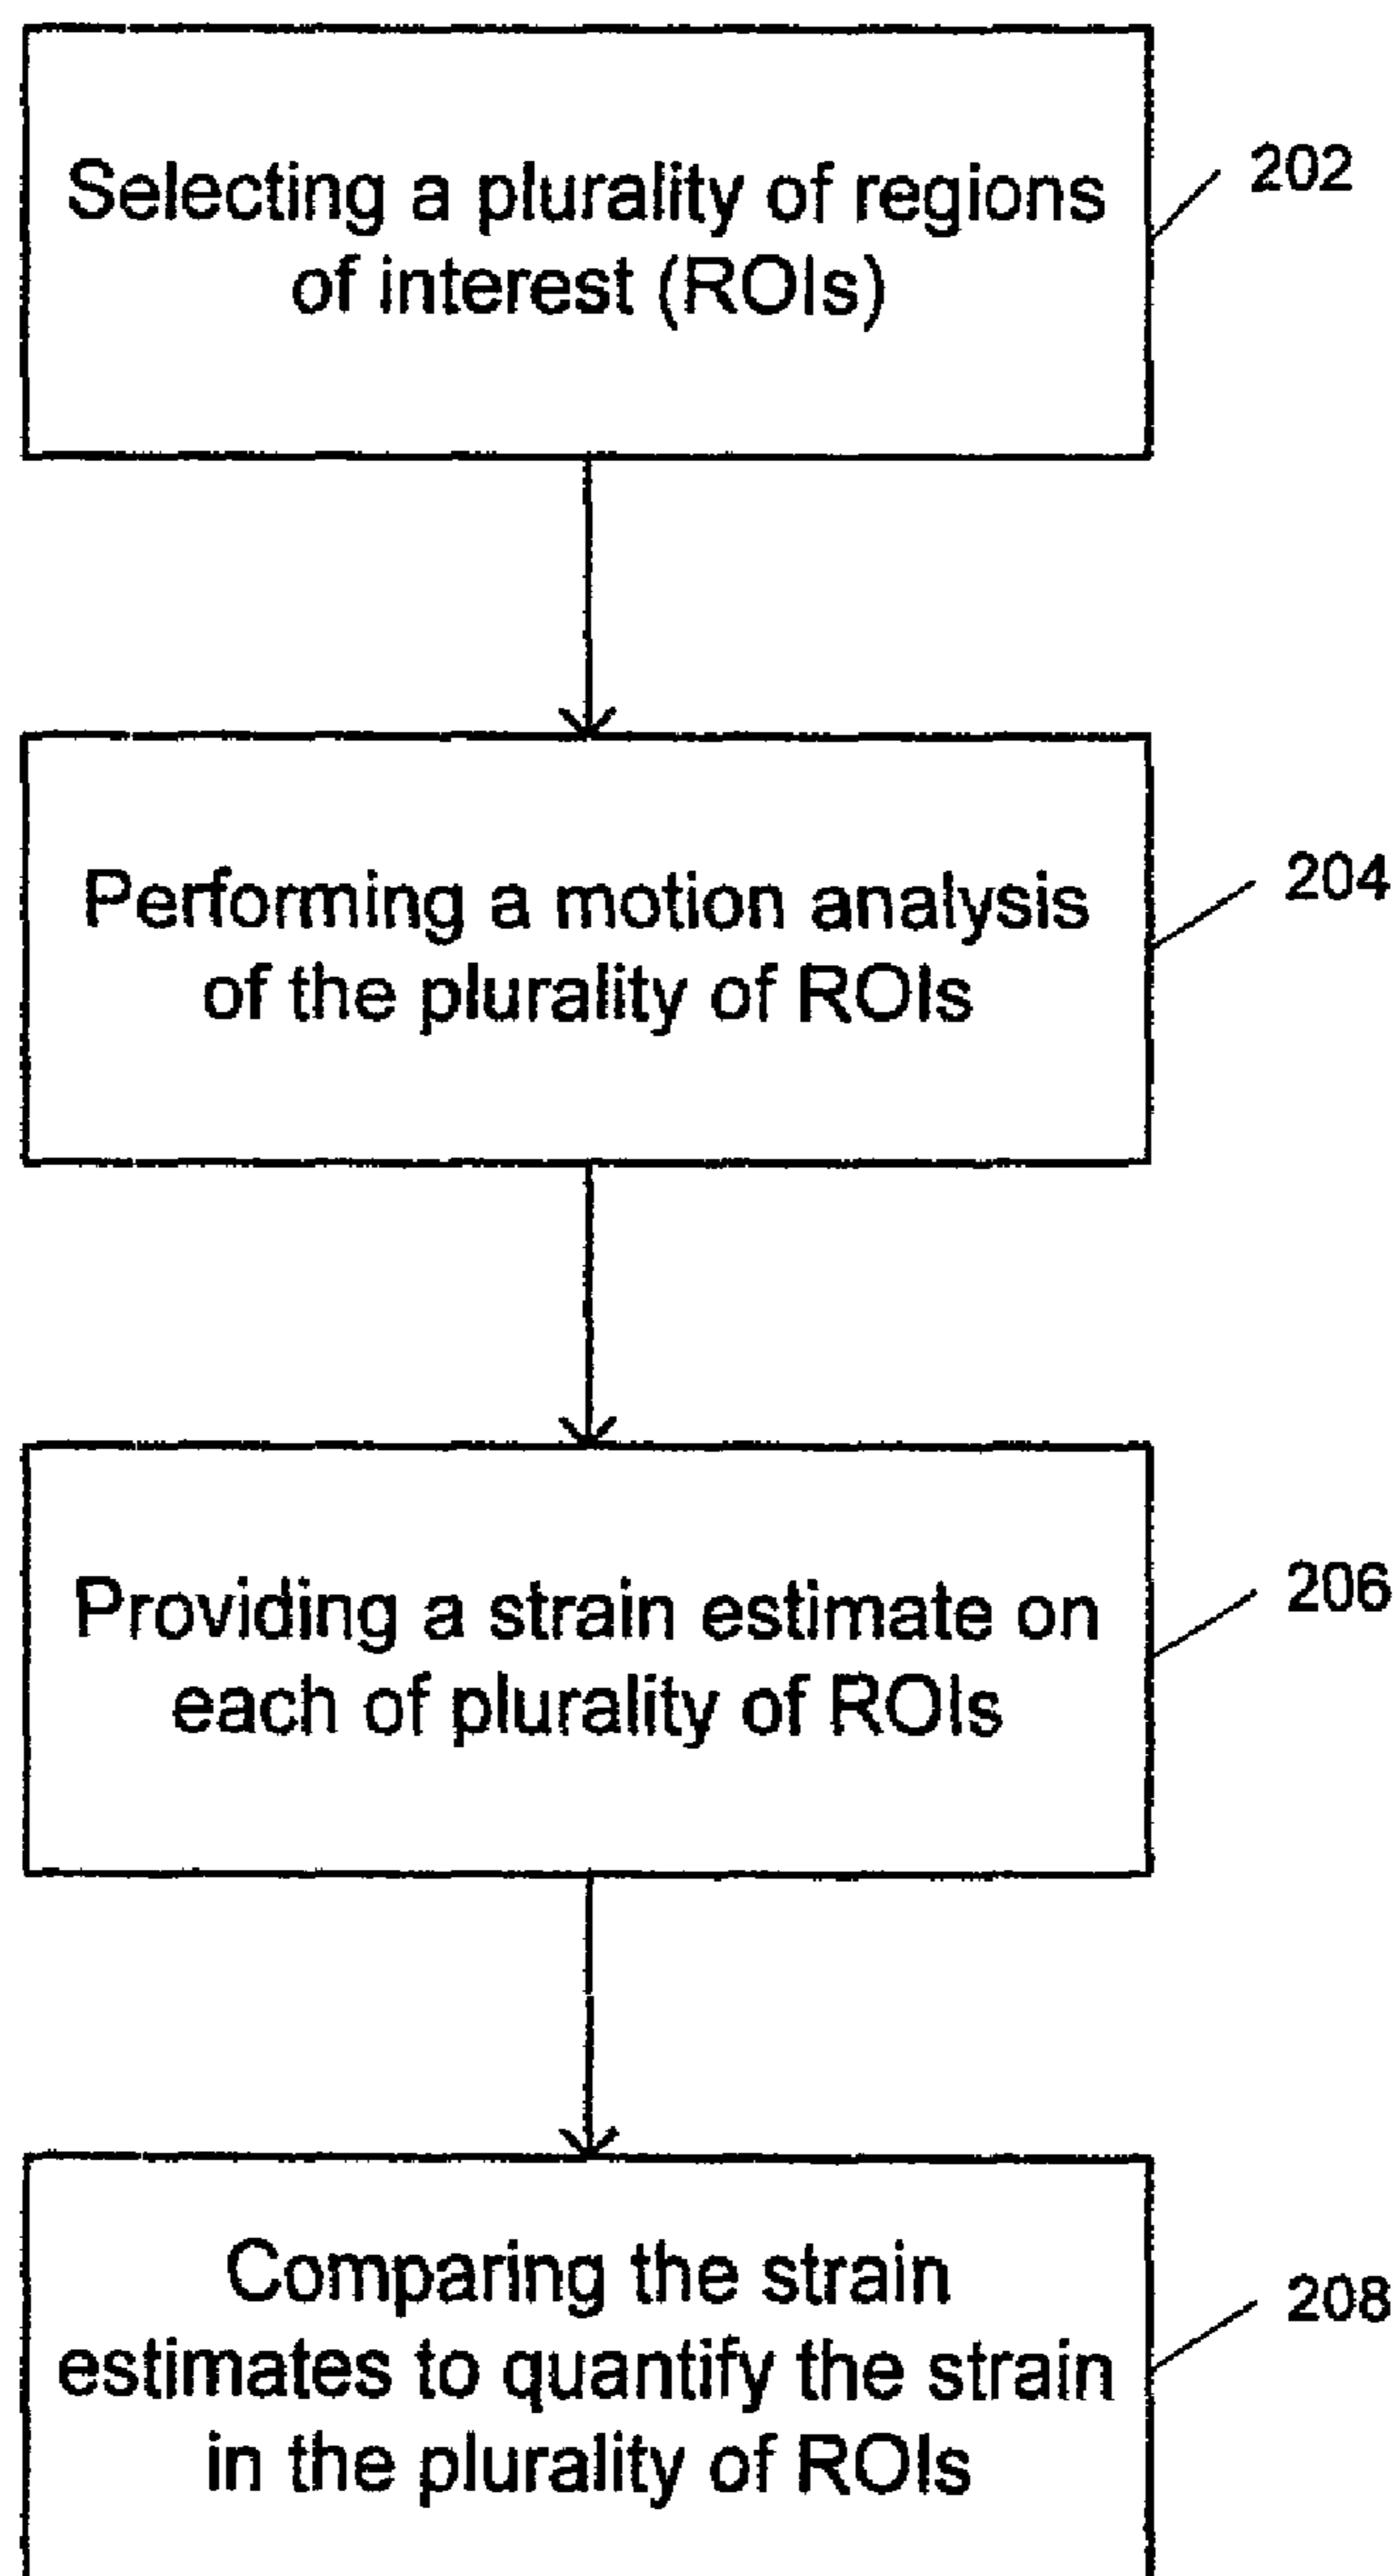 Selecting a plurality of regions
of interest (ROIs)
202
Performing a motion analysis
of the plurality of ROIs
204
Providing a strain estimate on
each of plurality of ROIs
206
Comparing the strain
estimates to quantify the strain
in the plurality of ROIs
208